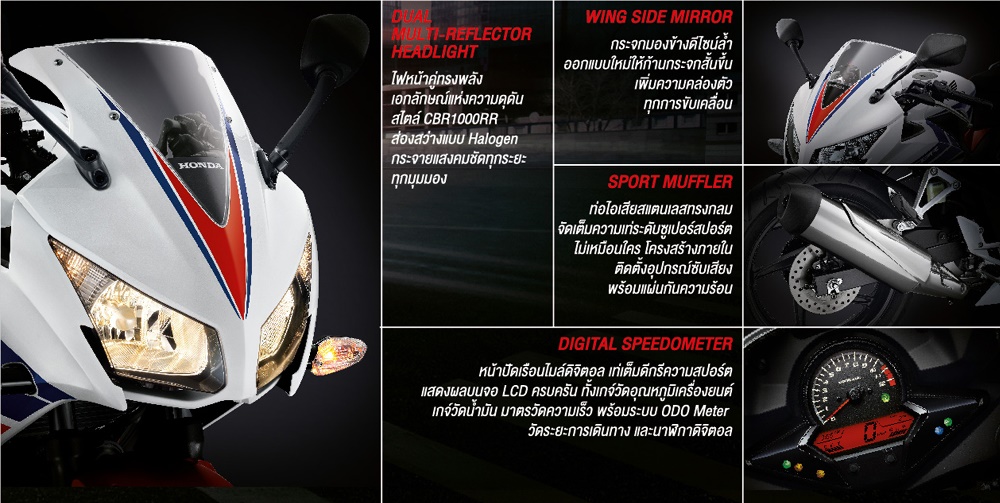 HONDA
DUAL
MULTI-REFLECTOR
HEADLIGHT
ไฟหน้าคู่ทรงพลัง
เอกลักษณ์แห่งความดุดัน
สไตล์ CBR1000RR
ส่องสว่างแบบ Halogen
กระจายแสงคมชัดทุกระยะ
ทุกมุมมอง
WING SIDE MIRROR
กระจกมองข้างดีไซน์ล้ำ
ออกแบบใหม่ให้ก้านกระจกสั้นขึ้น
เพิ่มความคล่องตัว
ทุกการขับเคลื่อน
SPORT MUFFLER
ท่อไอเสียสแตนเลสทรงกลม
จัดเต็มความเท่ระดับซูเปอร์สปอร์ต
ไม่เหมือนใคร โครงสร้างภายใน
ติดตั้งอุปกรณ์ซับเสียง
พร้อมแผ่นกันความร้อน
DIGITAL SPEEDOMETER
หน้าปัดเรือนไมล์ดิจิตอล เท่เต็มดีกรีความสปอร์ต
แสดงผลบนจอ LCD ครบครัน ทั้งเกจ์วัดอุณหภูมิเครื่องยนต์
เกจ์วัดน้ำมัน มาตรวัดความเร็ว พร้อมระบบ ODO Meter
วัดระยะการเดินทาง และนาฬิกาดิจิตอล